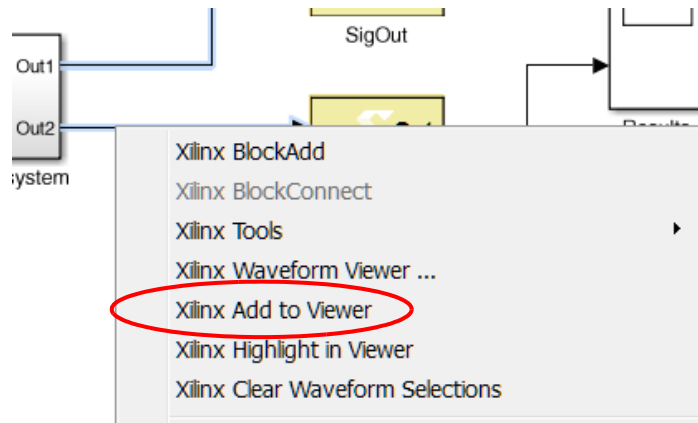 SigOut
Out1
Out2
ystem
Xilinx BlockAdd
Xilinx BlockConnect
Xilinx Tools
Xilinx Waveform Viewer ...
Xilinx Add to Viewer
Xilinx Highlight in Viewer
Xilinx Clear Waveform Selections